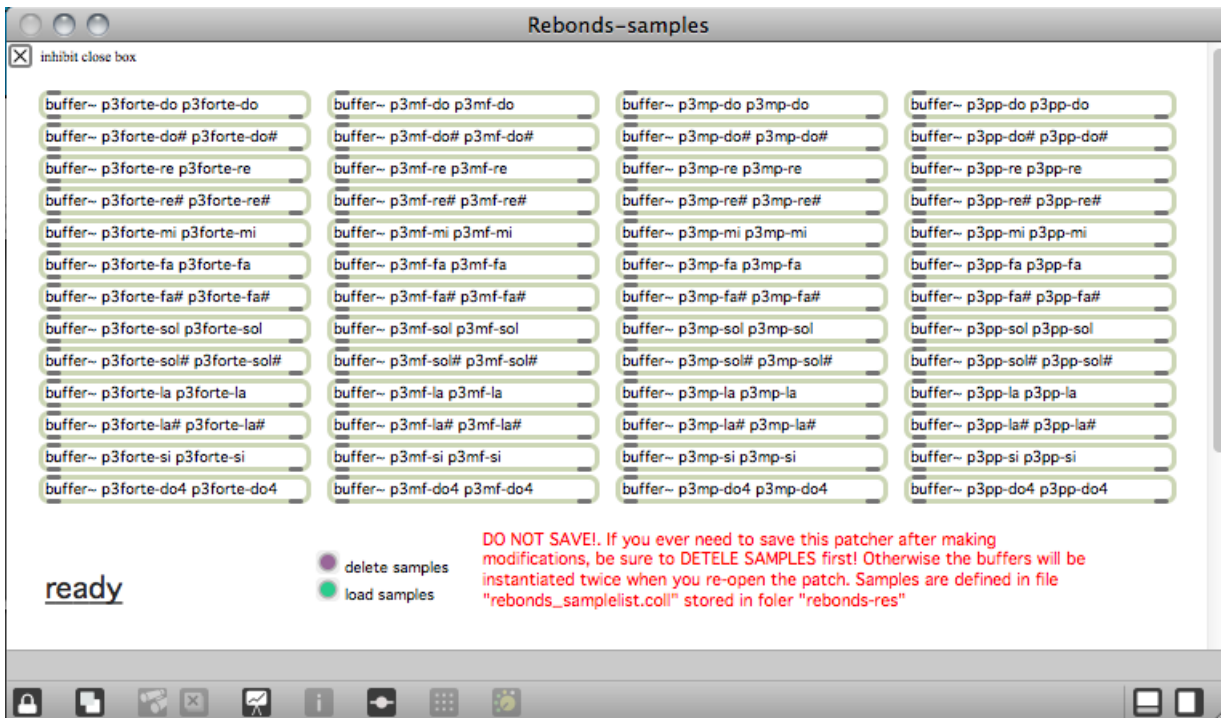 Rebonds-samples
inhibit close box
buffer~ p3forte-do p3forte-do
buffer~ p3mf-do p3mf-do
buffer~ p3mp-do p3mp-do
buffer~ p3pp-do p3pp-do
buffer~ p3forte-do# p3forte-do#
buffer~ p3mf-do# p3mf-do#
buffer~ p3mp-do# p3mp-do#
buffer~ p3pp-do# p3pp-do#
buffer~ p3forte-re p3forte-re
buffer~ p3mf-re p3mf-re
buffer~ p3mp-re p3mp-re
buffer~ p3pp-re p3pp-re
buffer~ p3forte-re# p3forte-re#
buffer~ p3mf-re# p3mf-re#
buffer~ p3mp-re# p3mp-re#
buffer~ p3pp-re# p3pp-re#
buffer~ p3forte-mi p3forte-mi
buffer~ p3mf-mi p3mf-mi
buffer~ p3mp-mi p3mp-mi
buffer~ p3pp-mi p3pp-mi
buffer~ p3forte-fa p3forte-fa
buffer~ p3mf-fa p3mf-fa
buffer~ p3mp-fa p3mp-fa
buffer~ p3pp-fa p3pp-fa
buffer~ p3forte-fa# p3forte-fa#
buffer~ p3mf-fa# p3mf-fa#
buffer~ p3mp-fa# p3mp-fa#
buffer~ p3pp-fa# p3pp-fa#
buffer~ p3forte-sol p3forte-sol
buffer~ p3mf-sol p3mf-sol
buffer~ p3mp-sol p3mp-sol
buffer~ p3pp-sol p3pp-sol
buffer~ p3forte-sol# p3forte-sol#
buffer~ p3mf-sol# p3mf-sol#
buffer~ p3mp-sol# p3mp-sol#
buffer~ p3pp-sol# p3pp-sol#
buffer~ p3forte-la p3forte-la
buffer~ p3mf-la p3mf-la
buffer~ p3mp-la p3mp-la
buffer~ p3pp-la p3pp-la
buffer~ p3forte-la# p3forte-la#
buffer~ p3mf-la# p3mf-la#
buffer~ p3mp-la# p3mp-la#
buffer~ p3pp-la# p3pp-la#
buffer~ p3forte-si p3forte-si
buffer~ p3mf-si p3mf-si
buffer~ p3mp-si p3mp-si
buffer~ p3pp-si p3pp-si
buffer~ p3forte-do4 p3forte-do4
buffer~ p3mf-do4 p3mf-do4
buffer~ p3mp-do4 p3mp-do4
buffer~ p3pp-do4 p3pp-do4
ready
delete samples
load samples
DO NOT SAVE!. If you ever need to save this patcher after making
modifications, be sure to DETELE SAMPLES first! Otherwise the buffers will be
instantiated twice when you re-open the patch. Samples are defined in file
"rebonds_samplelist.coll" stored in foler "rebonds-res"